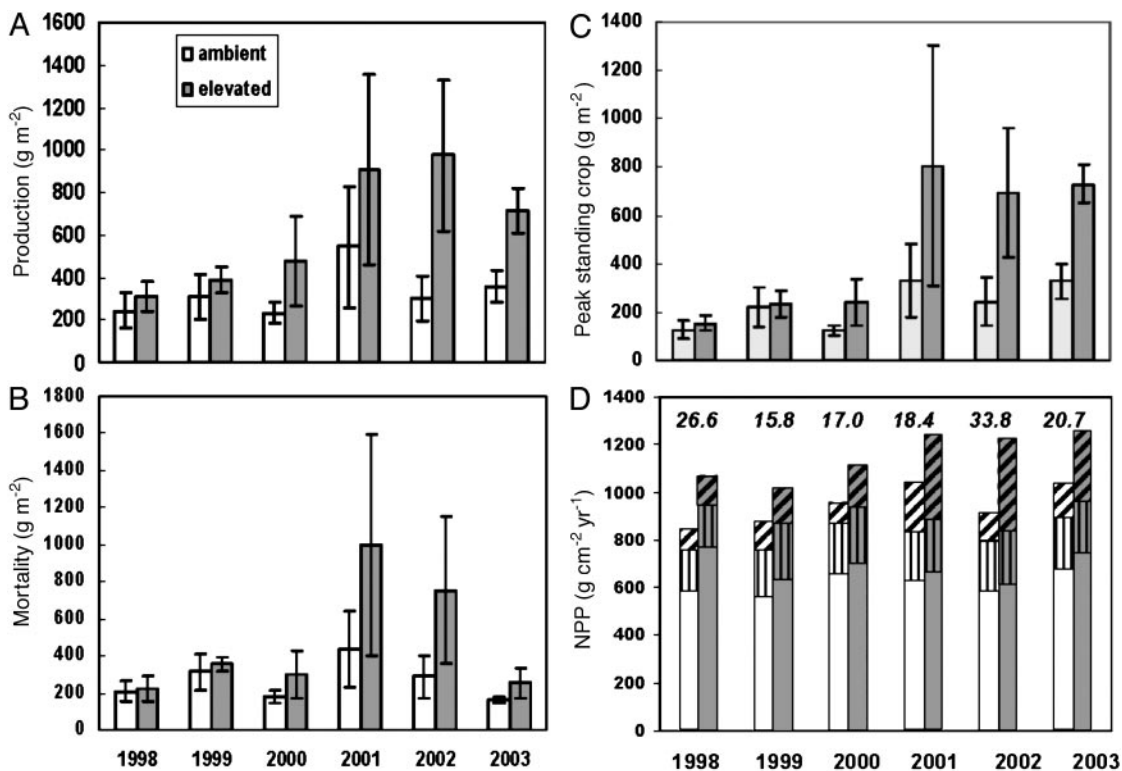 A
1600
1400
1200
1000
800
600
400
200
0
Production (g m-2)
ambient
elevated
B
1800
1600
1400
1200
1000
800
600
400
200
0
Mortality (g m-2)
1998 1999 2000 2001 2002 2003
C
1400
1200
1000
800
600
400
200
0
Peak standing crop (g m-2)
D
1400
1200
1000
800
600
400
200
0
NPP (g cm-2 yr-1)
26.6 15.8 17.0 18.4 33.8 20.7
1998 1999 2000 2001 2002 2003